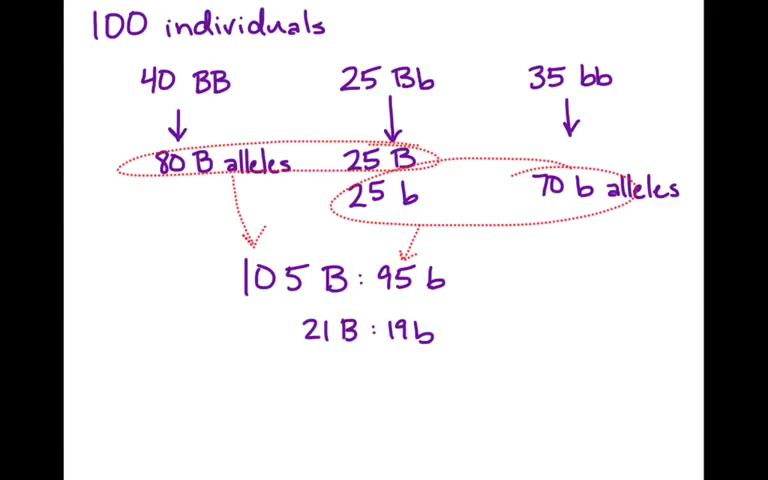 100 individuals
40 BB 25 Bb 35 bb
80 B alleles 25 B
25 b 70 b alleles
105 B : 95 b
21 B : 19 b